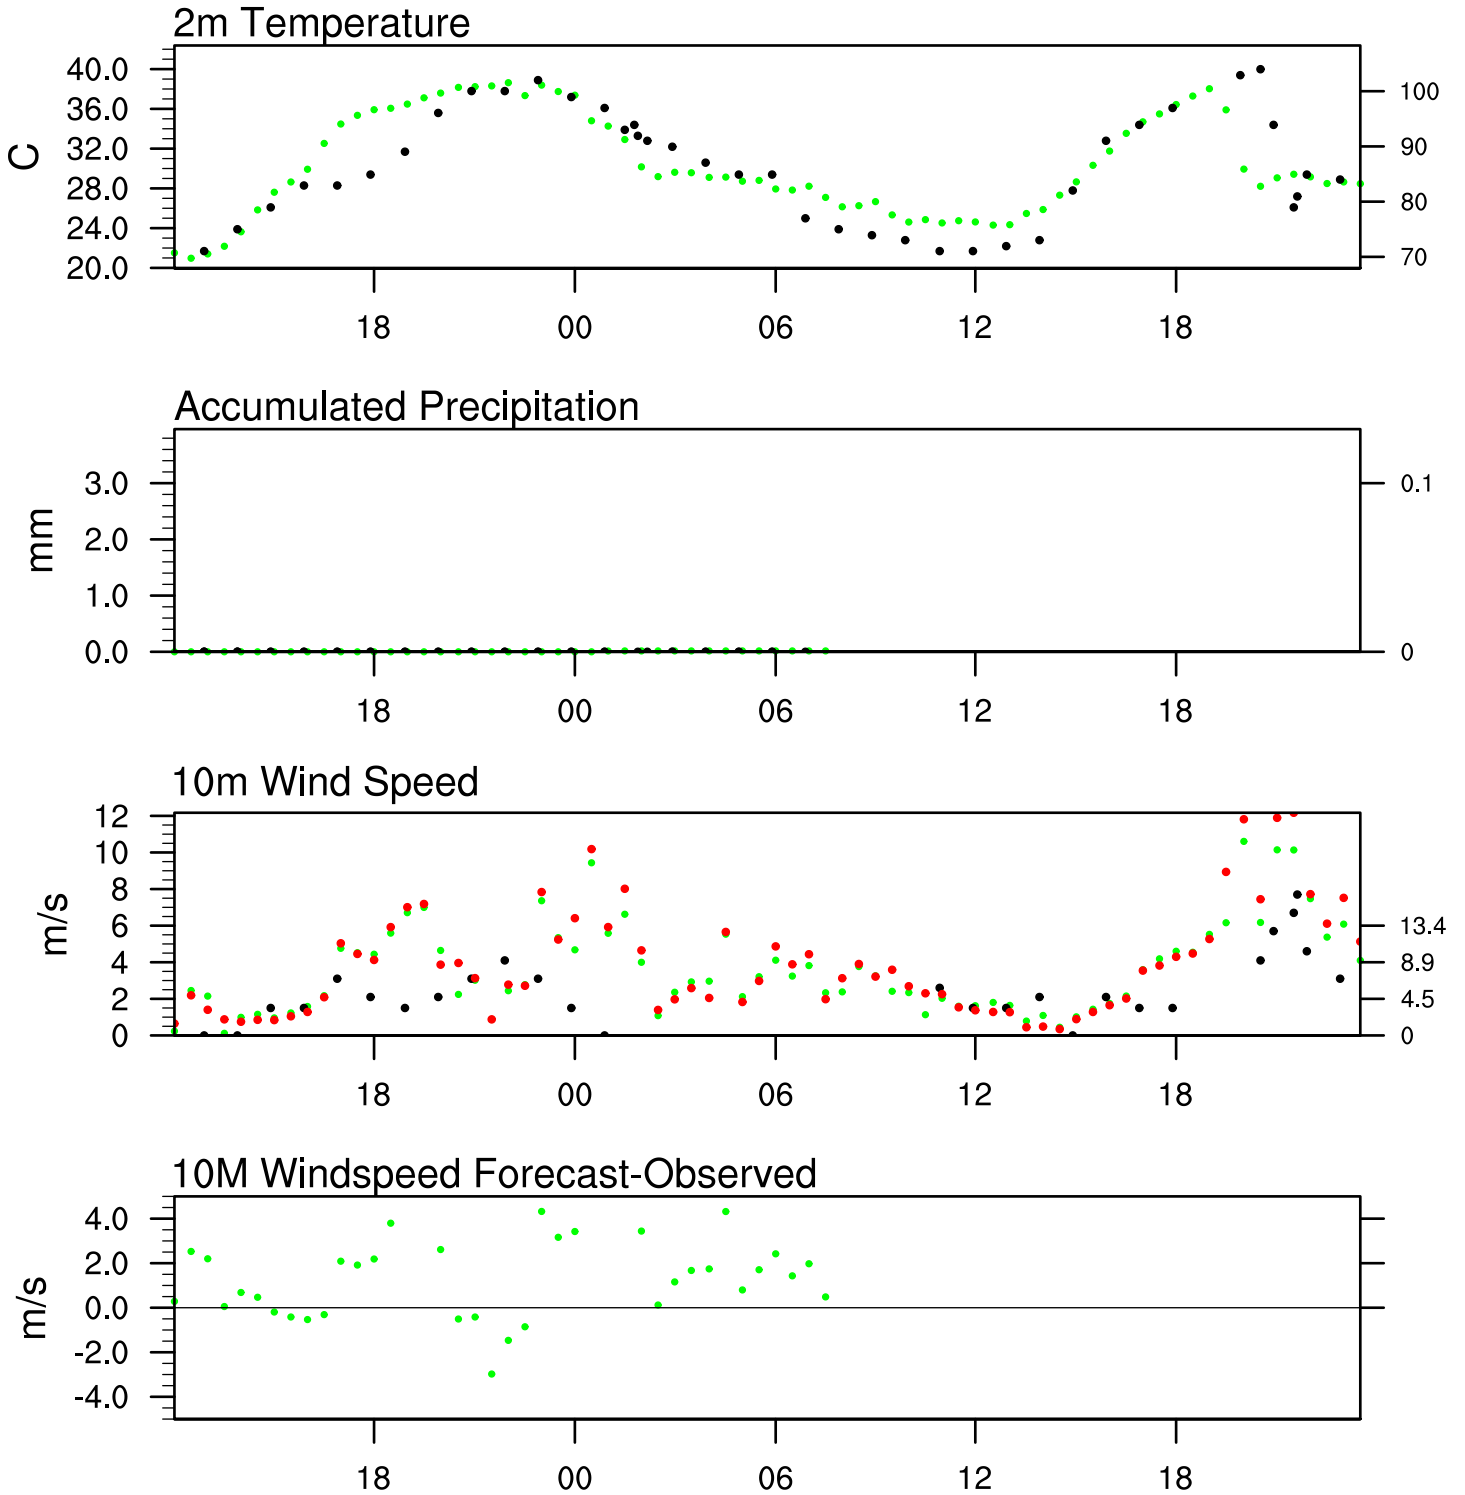 2m Temperature
40.0
36.0
32.0
28.0
24.0
20.0
C
100
90
80
70
18 00 06 12 18
Accumulated Precipitation
3.0
2.0
1.0
0.0
mm
0.1
0
18 00 06 12 18
10m Wind Speed
12
10
8
6
4
2
0
m/s
13.4
8.9
4.5
0
18 00 06 12 18
10M Windspeed Forecast-Observed
4.0
2.0
0.0
-2.0
-4.0
m/s
18 00 06 12 18